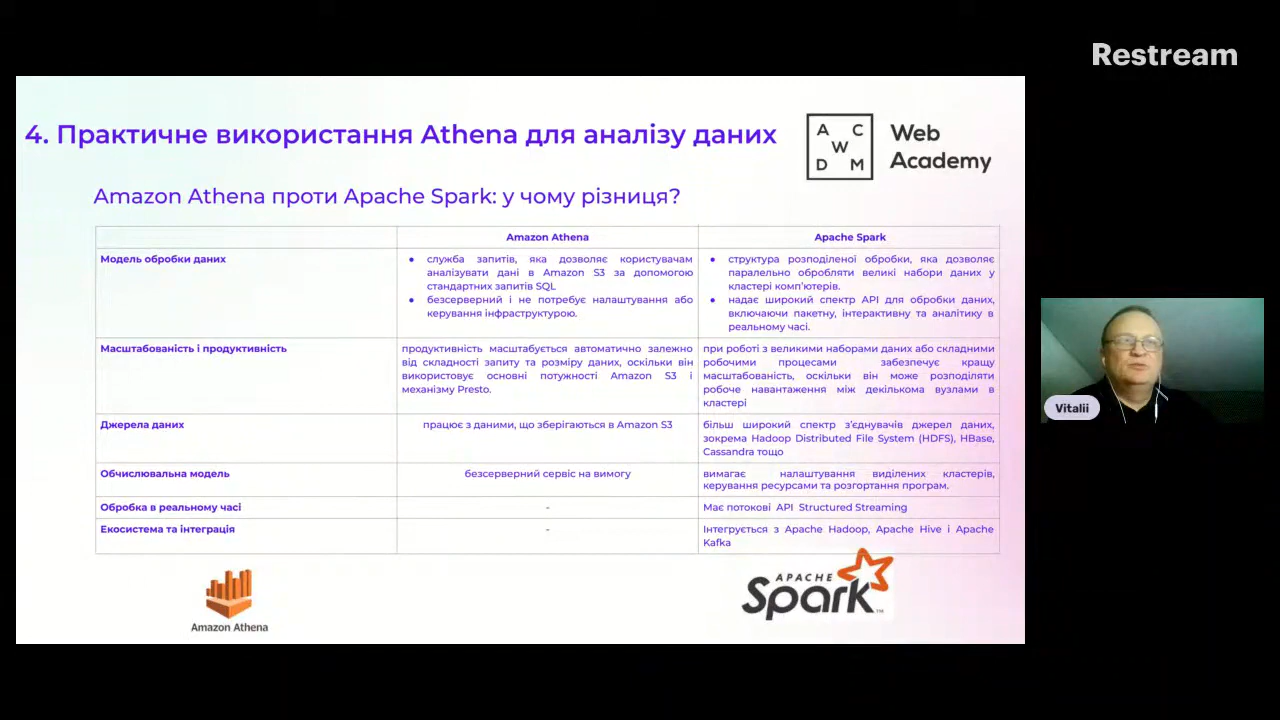 Restream
4. Практичне використання Athena для аналізу даних
A C
W
D M
Web
Academy
Amazon Athena проти Apache Spark: у чому різниця?
Amazon Athena
Apache Spark
Модель обробки даних
● служба запитів, яка дозволяє користувачам
аналізувати дані в Amazon S3 за допомогою
стандартних запитів SQL
● безсерверний і не потребує налаштування або
керування інфраструктурою.
● структура розподіленої обробки, яка дозволяє
паралельно обробляти великі набори даних у
кластері комп'ютерів.
● надає широкий спектр API для обробки даних,
включаючи пакетну, інтерактивну та аналітику в
реальному часі.
Масштабованість і продуктивність
продуктивність масштабується автоматично залежно
від складності запиту та розміру даних, оскільки він
використовує основні потужності Amazon S3 і
механізму Presto.
при роботі з великими наборами даних або складними
робочими процесами забезпечує кращу
масштабованість, оскільки він може розподіляти
робоче навантаження між декількома вузлами в
кластері
Джерела даних
працює з даними, що зберігаються в Amazon S3
більш широкий спектр з'єднувачів джерел даних,
зокрема Hadoop Distributed File System (HDFS), HBase,
Cassandra тощо
Обчислювальна модель
безсерверний сервіс на вимогу
вимагає налаштування виділених кластерів,
керування ресурсами та розгортання програм.
Обробка в реальному часі
-
Має потокові API Structured Streaming
Екосистема та інтеграція
-
Інтегрується з Apache Hadoop, Apache Hive і Apache
Kafka
Amazon Athena
APACHE
Spark
TM
Vitalii